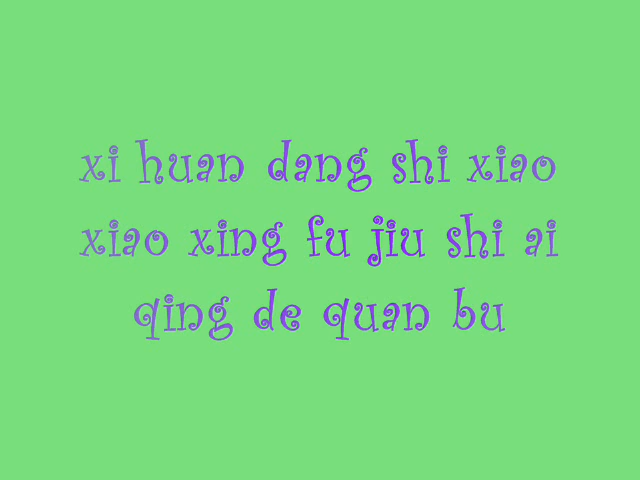 xi huan dang shi xiao
xiao xing fu jiu shi ai
qing de quan bu